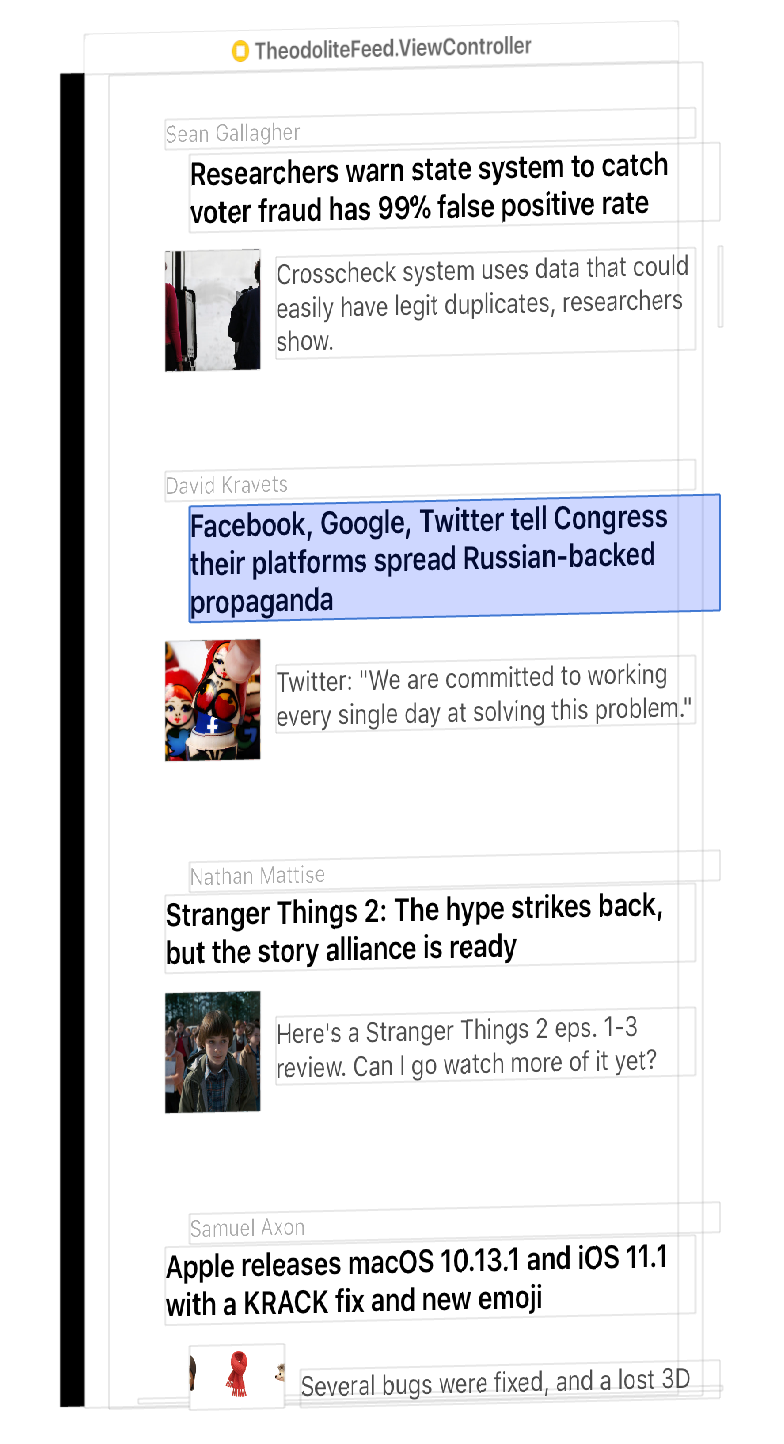 TheodoliteFeed.ViewController
Sean Gallagher
Researchers warn state system to catch
voter fraud has 99% false positive rate
Crosscheck system uses data that could
easily have legit duplicates, researchers
show.
David Kravets
Facebook, Google, Twitter tell Congress
their platforms spread Russian-backed
propaganda
Twitter: "We are committed to working
every single day at solving this problem."
Nathan Mattise
Stranger Things 2: The hype strikes back,
but the story alliance is ready
Here's a Stranger Things 2 eps. 1-3
review. Can I go watch more of it yet?
Samuel Axon
Apple releases macOS 10.13.1 and iOS 11.1
with a KRACK fix and new emoji
Several bugs were fixed, and a lost 3D